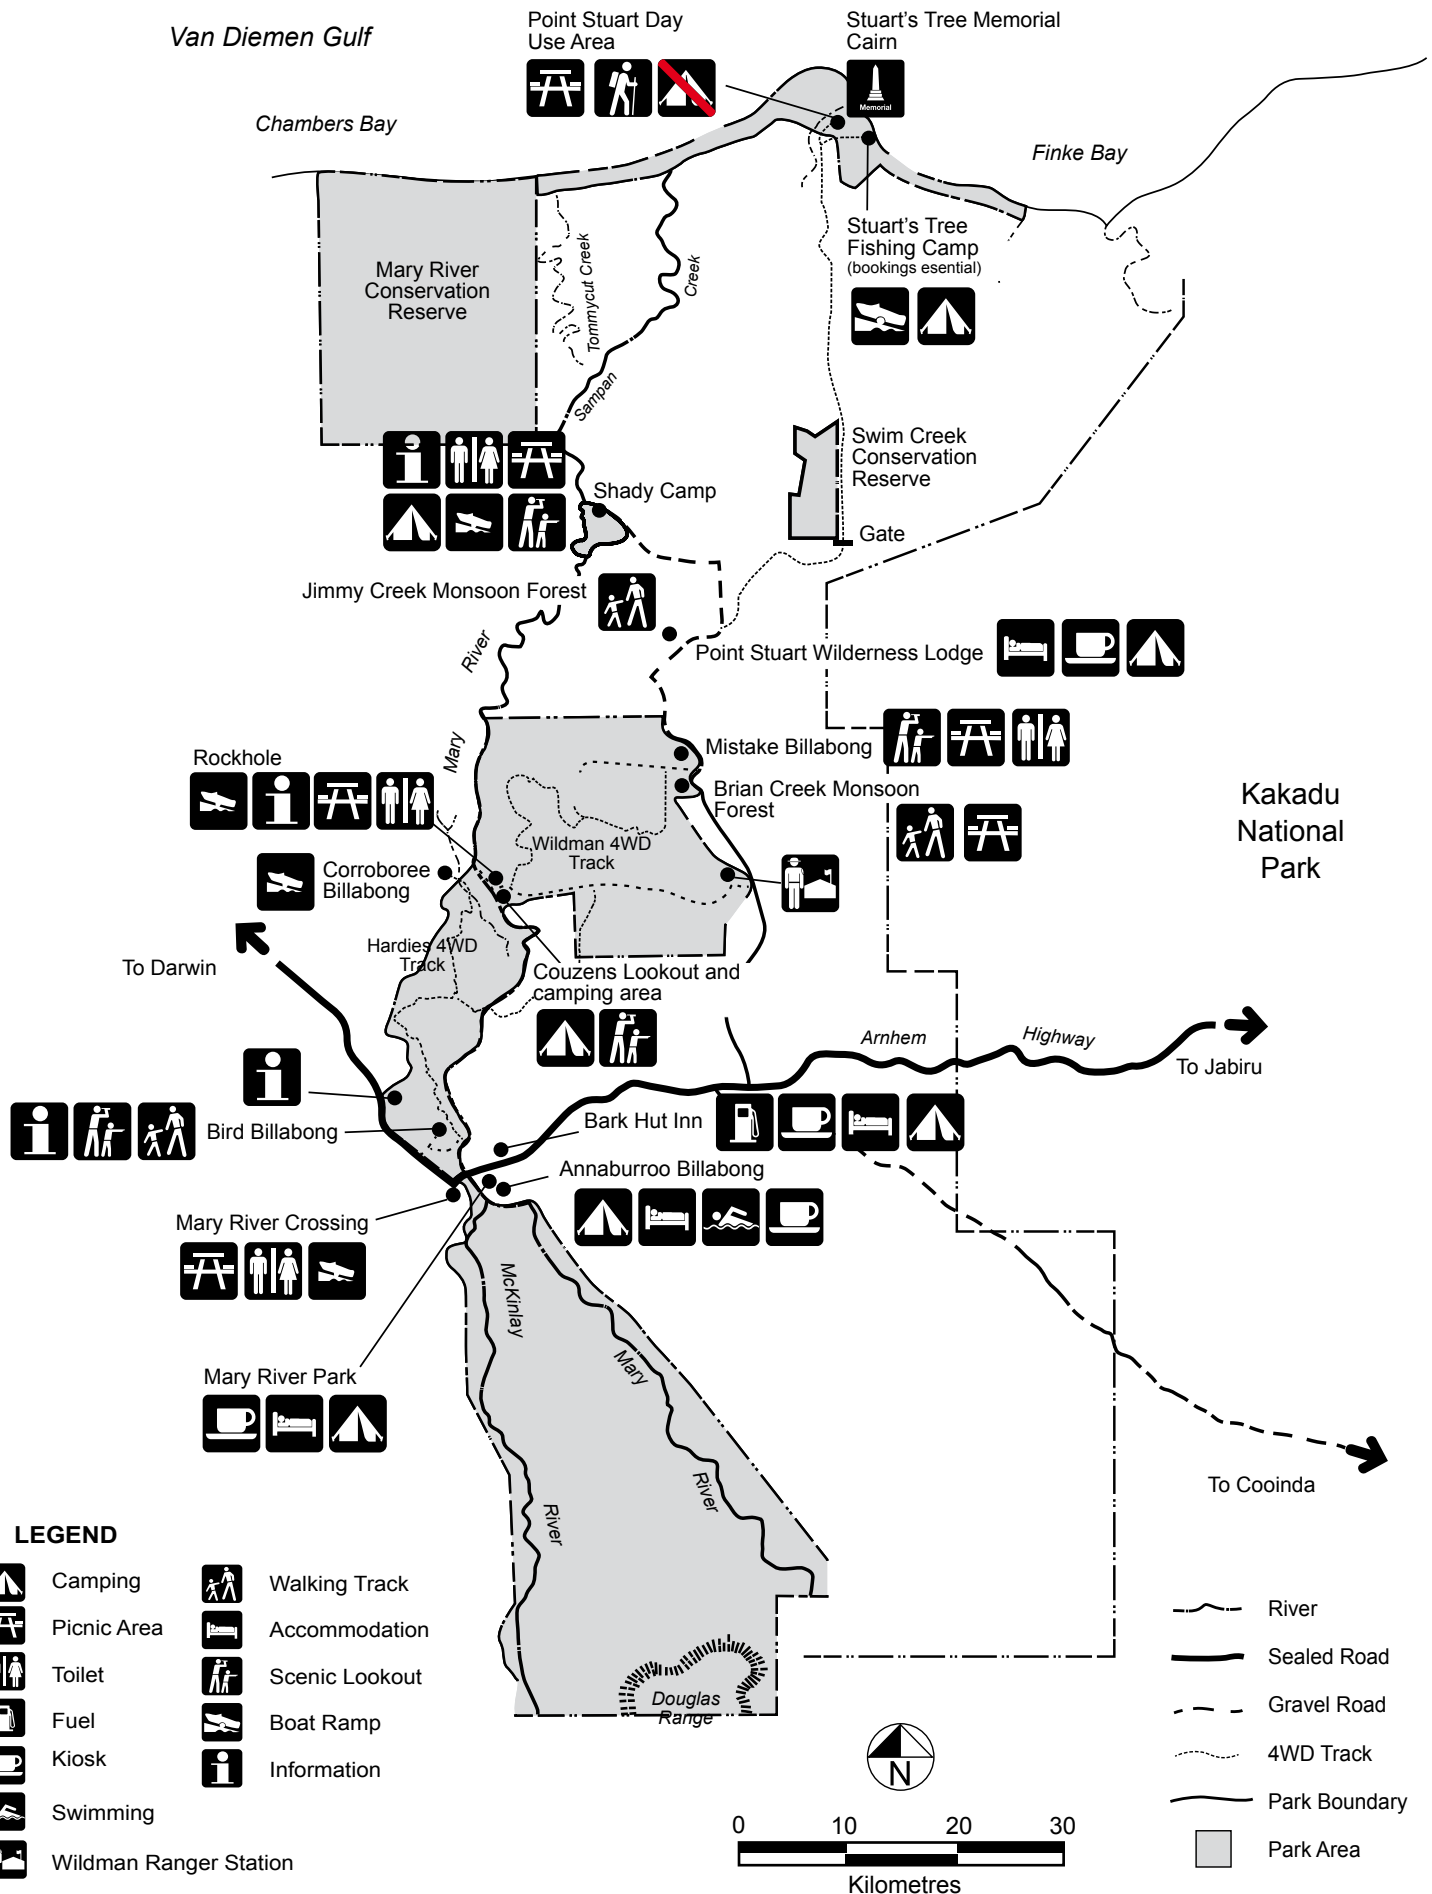 Van Diemen Gulf
Point Stuart Day
Use Area
Stuart's Tree Memorial
Cairn
Memorial
Chambers Bay
Finke Bay
Stuart's Tree
Fishing Camp
(bookings esential)
Mary River
Conservation
Reserve
Tommycut Creek
Creek
Sampan
Swim Creek
Conservation
Reserve
Shady Camp
Gate
Jimmy Creek Monsoon Forest
River
Point Stuart Wilderness Lodge
Mary
Rockhole
Mistake Billabong
Brian Creek Monsoon
Forest
Kakadu
National
Park
Wildman 4WD
Track
Corroboree
Billabong
Hardies 4WD
Track
To Darwin
Couzens Lookout and
camping area
Arnhem
Highway
To Jabiru
Bark Hut Inn
Bird Billabong
Annaburroo Billabong
Mary River Crossing
McKinlay
Mary
Mary River Park
River
River
To Cooinda
Douglas
Range
LEGEND
Camping
Picnic Area
Toilet
Fuel
Kiosk
Swimming
Wildman Ranger Station
Walking Track
Accommodation
Scenic Lookout
Boat Ramp
Information
N
0 10 20 30
Kilometres
River
Sealed Road
Gravel Road
4WD Track
Park Boundary
Park Area